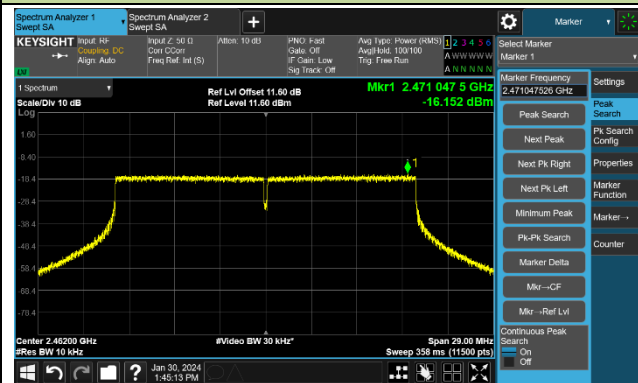 Spectrum Analyzer 1
Swept SA
Spectrum Analyzer 2
Swept SA
+
Marker
KEYSIGHT
Input: RF
Coupling: DC
Align: Auto
Input Z: 50 Ω
Corr CCorr
Freq Ref: Int (S)
Atten: 10 dB
PNO: Fast
Gate: Off
IF Gain: Low
Sig Track: Off
Avg Type: Power (RMS)
Avg|Hold: 100/100
Trig: Free Run
1 2 3 4 5 6
A W W W W W
A N N N N N
LXI
Select Marker
Marker 1
1 Spectrum
Scale/Div 10 dB
Log
Ref Lvl Offset 11.60 dB
Ref Level 11.60 dBm
Mkr1 2.471 047 5 GHz
-16.152 dBm
1.60
-8.40
-18.4
-28.4
-38.4
-48.4
-58.4
-68.4
-78.4
1
Center 2.46200 GHz
#Res BW 10 kHz
#Video BW 30 kHz*
Span 29.00 MHz
Sweep 358 ms (11500 pts)
Marker Frequency
2.471047526 GHz
Peak Search
Next Peak
Next Pk Right
Next Pk Left
Minimum Peak
Pk-Pk Search
Marker Delta
Mkr→CF
Mkr→Ref Lvl
Continuous Peak
Search
On
Off
Settings
Peak
Search
Pk Search
Config
Properties
Marker
Function
Marker→
Counter
?
Jan 30, 2024
1:45:13 PM